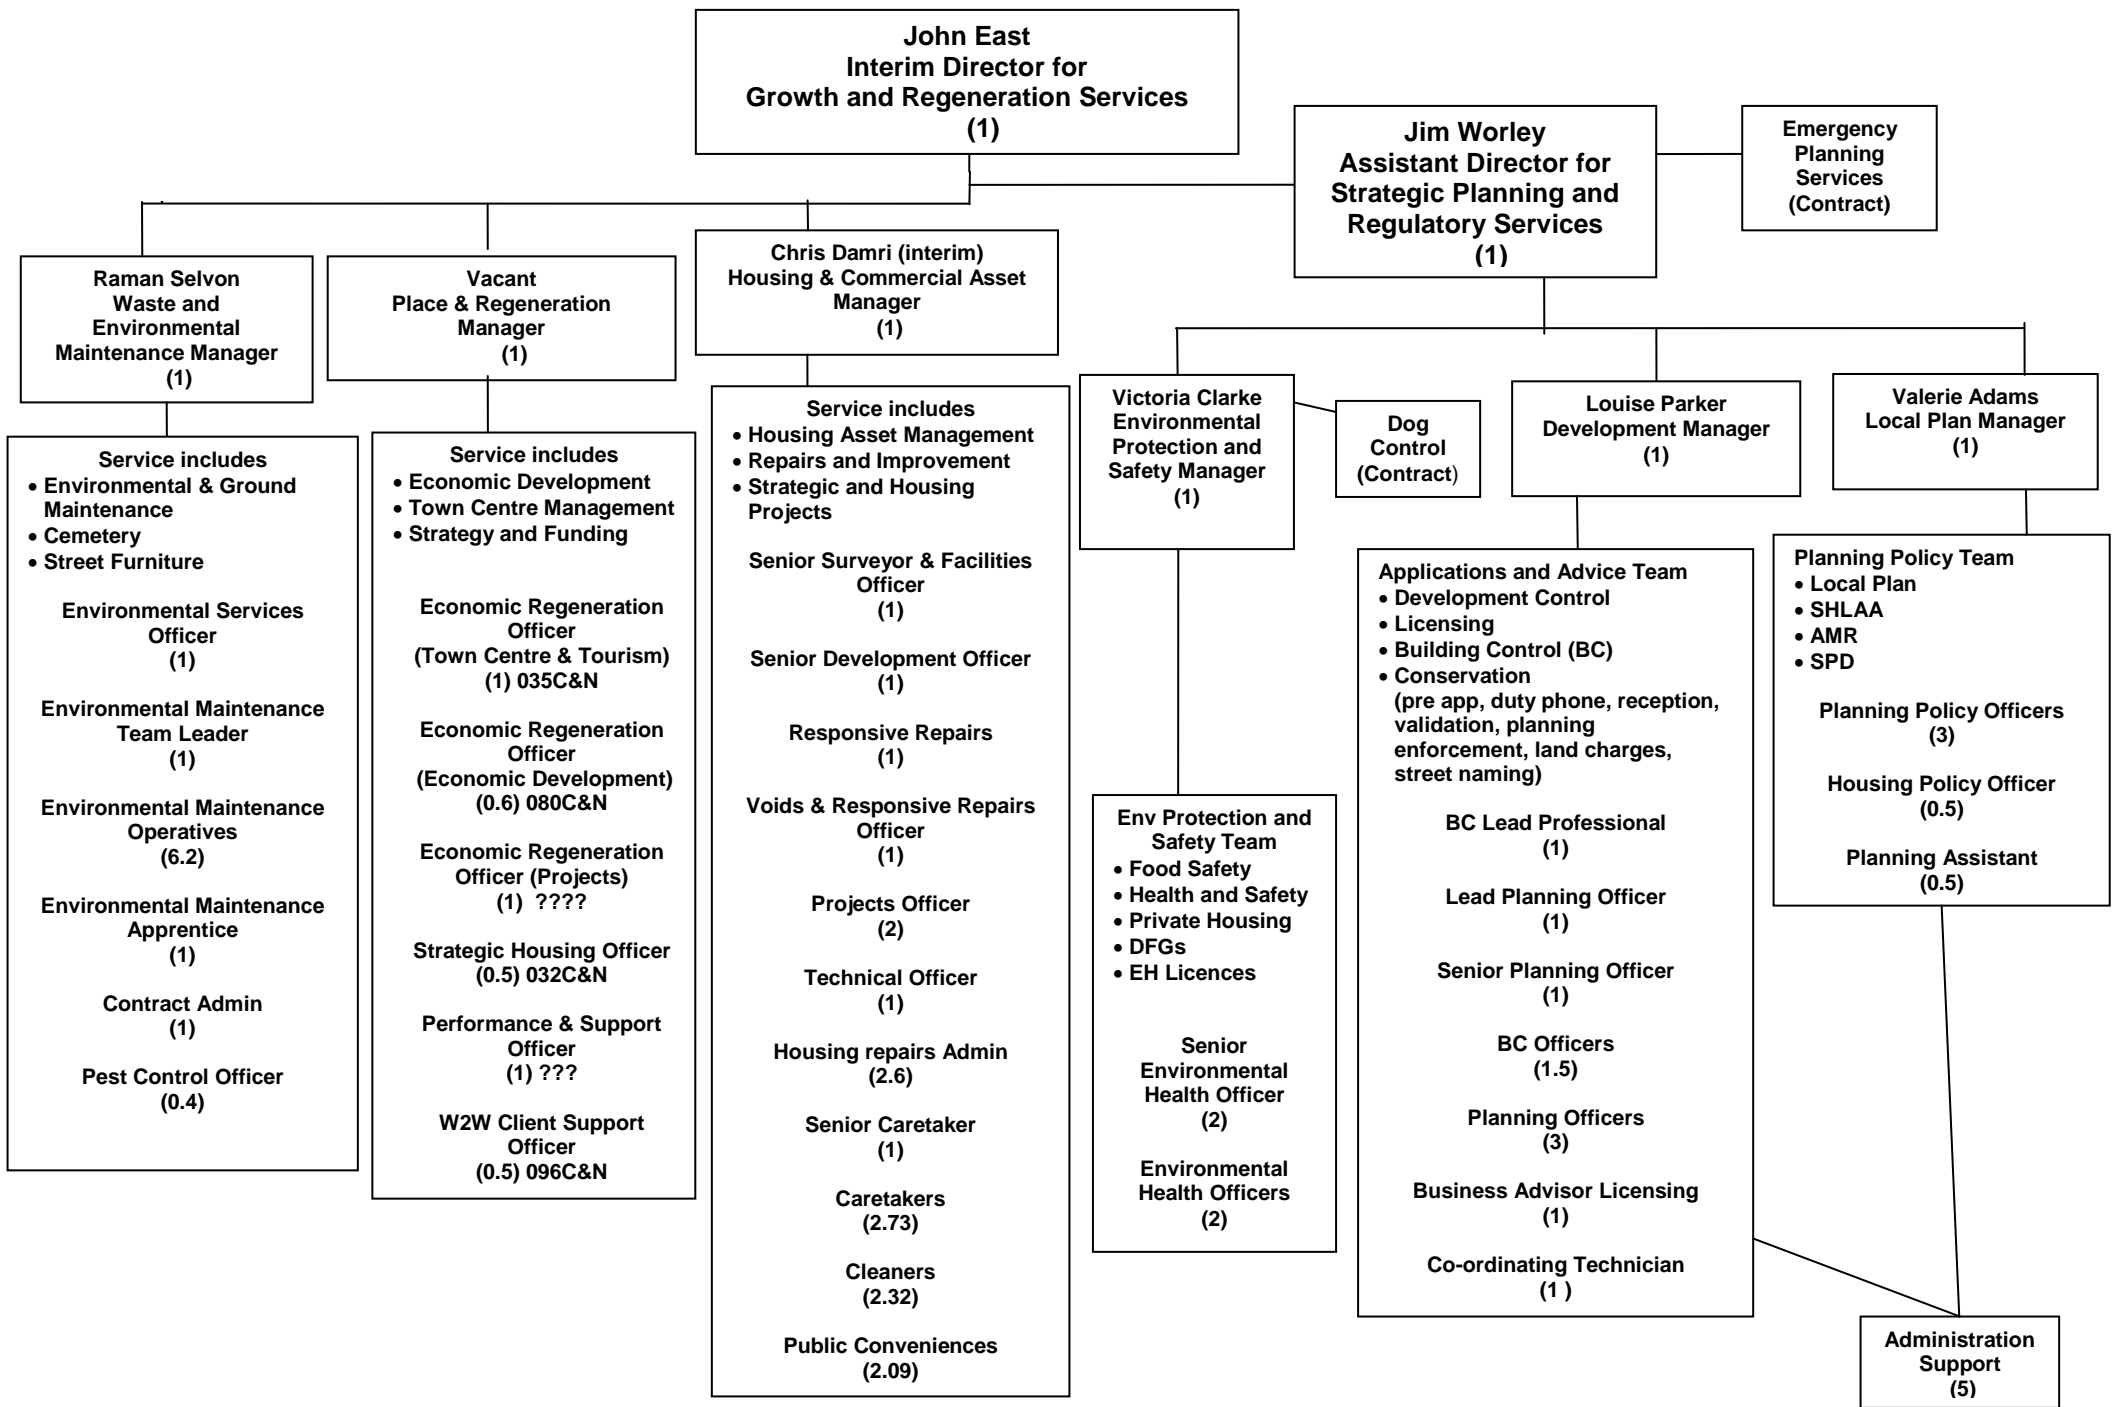 John East
Interim Director for
Growth and Regeneration Services
(1)
Jim Worley
Assistant Director for
Strategic Planning and
Regulatory Services
(1)
Emergency
Planning
Services
(Contract)
Raman Selvon
Waste and
Environmental
Maintenance Manager
(1)
Vacant
Place & Regeneration
Manager
(1)
Chris Damri (interim)
Housing & Commercial Asset
Manager
(1)
Victoria Clarke
Environmental
Protection and
Safety Manager
(1)
Dog
Control
(Contract)
Louise Parker
Development Manager
(1)
Valerie Adams
Local Plan Manager
(1)
Service includes
• Environmental & Ground
Maintenance
• Cemetery
• Street Furniture
Environmental Services
Officer
(1)
Environmental Maintenance
Team Leader
(1)
Environmental Maintenance
Operatives
(6.2)
Environmental Maintenance
Apprentice
(1)
Contract Admin
(1)
Pest Control Officer
(0.4)
Service includes
• Economic Development
• Town Centre Management
• Strategy and Funding
Economic Regeneration
Officer
(Town Centre & Tourism)
(1) 035C&N
Economic Regeneration
Officer
(Economic Development)
(0.6) 080C&N
Economic Regeneration
Officer (Projects)
(1) ????
Strategic Housing Officer
(0.5) 032C&N
Performance & Support
Officer
(1) ???
W2W Client Support
Officer
(0.5) 096C&N
Service includes
• Housing Asset Management
• Repairs and Improvement
• Strategic and Housing
Projects
Senior Surveyor & Facilities
Officer
(1)
Senior Development Officer
(1)
Responsive Repairs
(1)
Voids & Responsive Repairs
Officer
(1)
Projects Officer
(2)
Technical Officer
(1)
Housing repairs Admin
(2.6)
Senior Caretaker
(1)
Caretakers
(2.73)
Cleaners
(2.32)
Public Conveniences
(2.09)
Env Protection and
Safety Team
• Food Safety
• Health and Safety
• Private Housing
• DFGs
• EH Licences
Senior
Environmental
Health Officer
(2)
Environmental
Health Officers
(2)
Applications and Advice Team
• Development Control
• Licensing
• Building Control (BC)
• Conservation
(pre app, duty phone, reception,
validation, planning
enforcement, land charges,
street naming)
BC Lead Professional
(1)
Lead Planning Officer
(1)
Senior Planning Officer
(1)
BC Officers
(1.5)
Planning Officers
(3)
Business Advisor Licensing
(1)
Co-ordinating Technician
(1 )
Planning Policy Team
• Local Plan
• SHLAA
• AMR
• SPD
Planning Policy Officers
(3)
Housing Policy Officer
(0.5)
Planning Assistant
(0.5)
Administration
Support
(5)